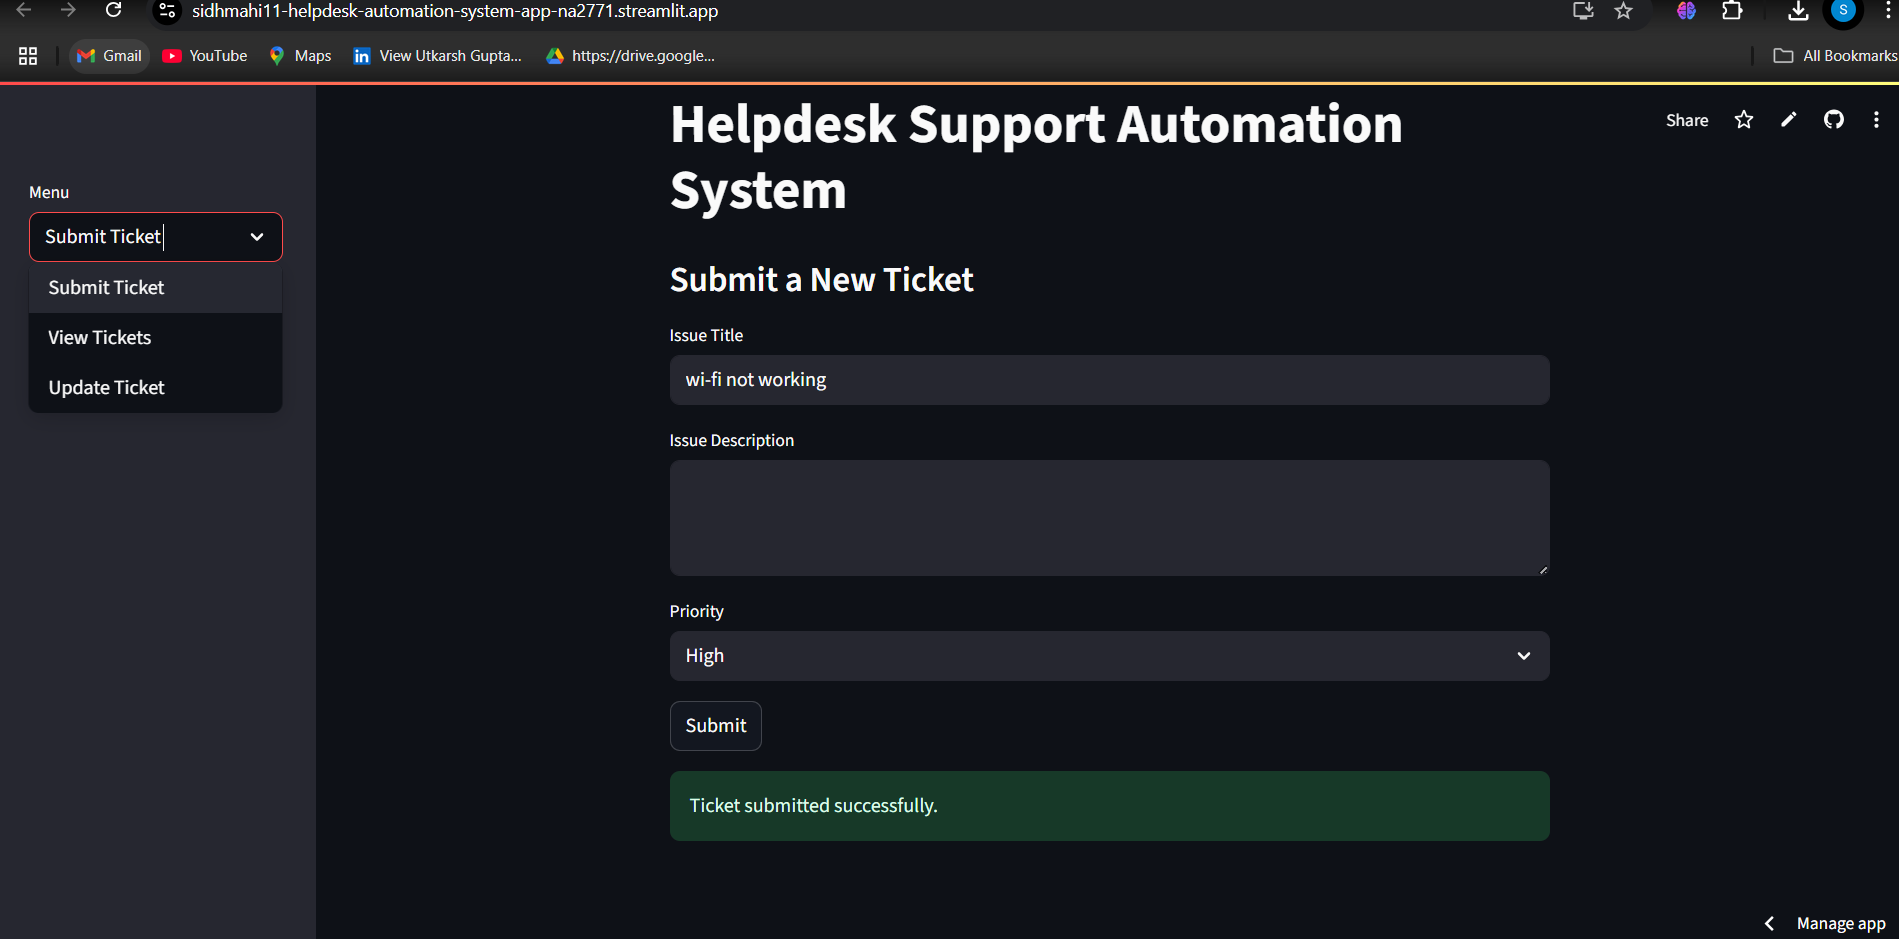 sidhmahi11-helpdesk-automation-system-app-na2771.streamlit.app
S
Gmail
YouTube
Maps
in
View Utkarsh Gupta...
https://drive.google...
All Bookmarks
Share
Menu
Submit Ticket
Submit Ticket
View Tickets
Update Ticket
Helpdesk Support Automation
System
Submit a New Ticket
Issue Title
wi-fi not working
Issue Description
Priority
High
Submit
Ticket submitted successfully.
Manage app